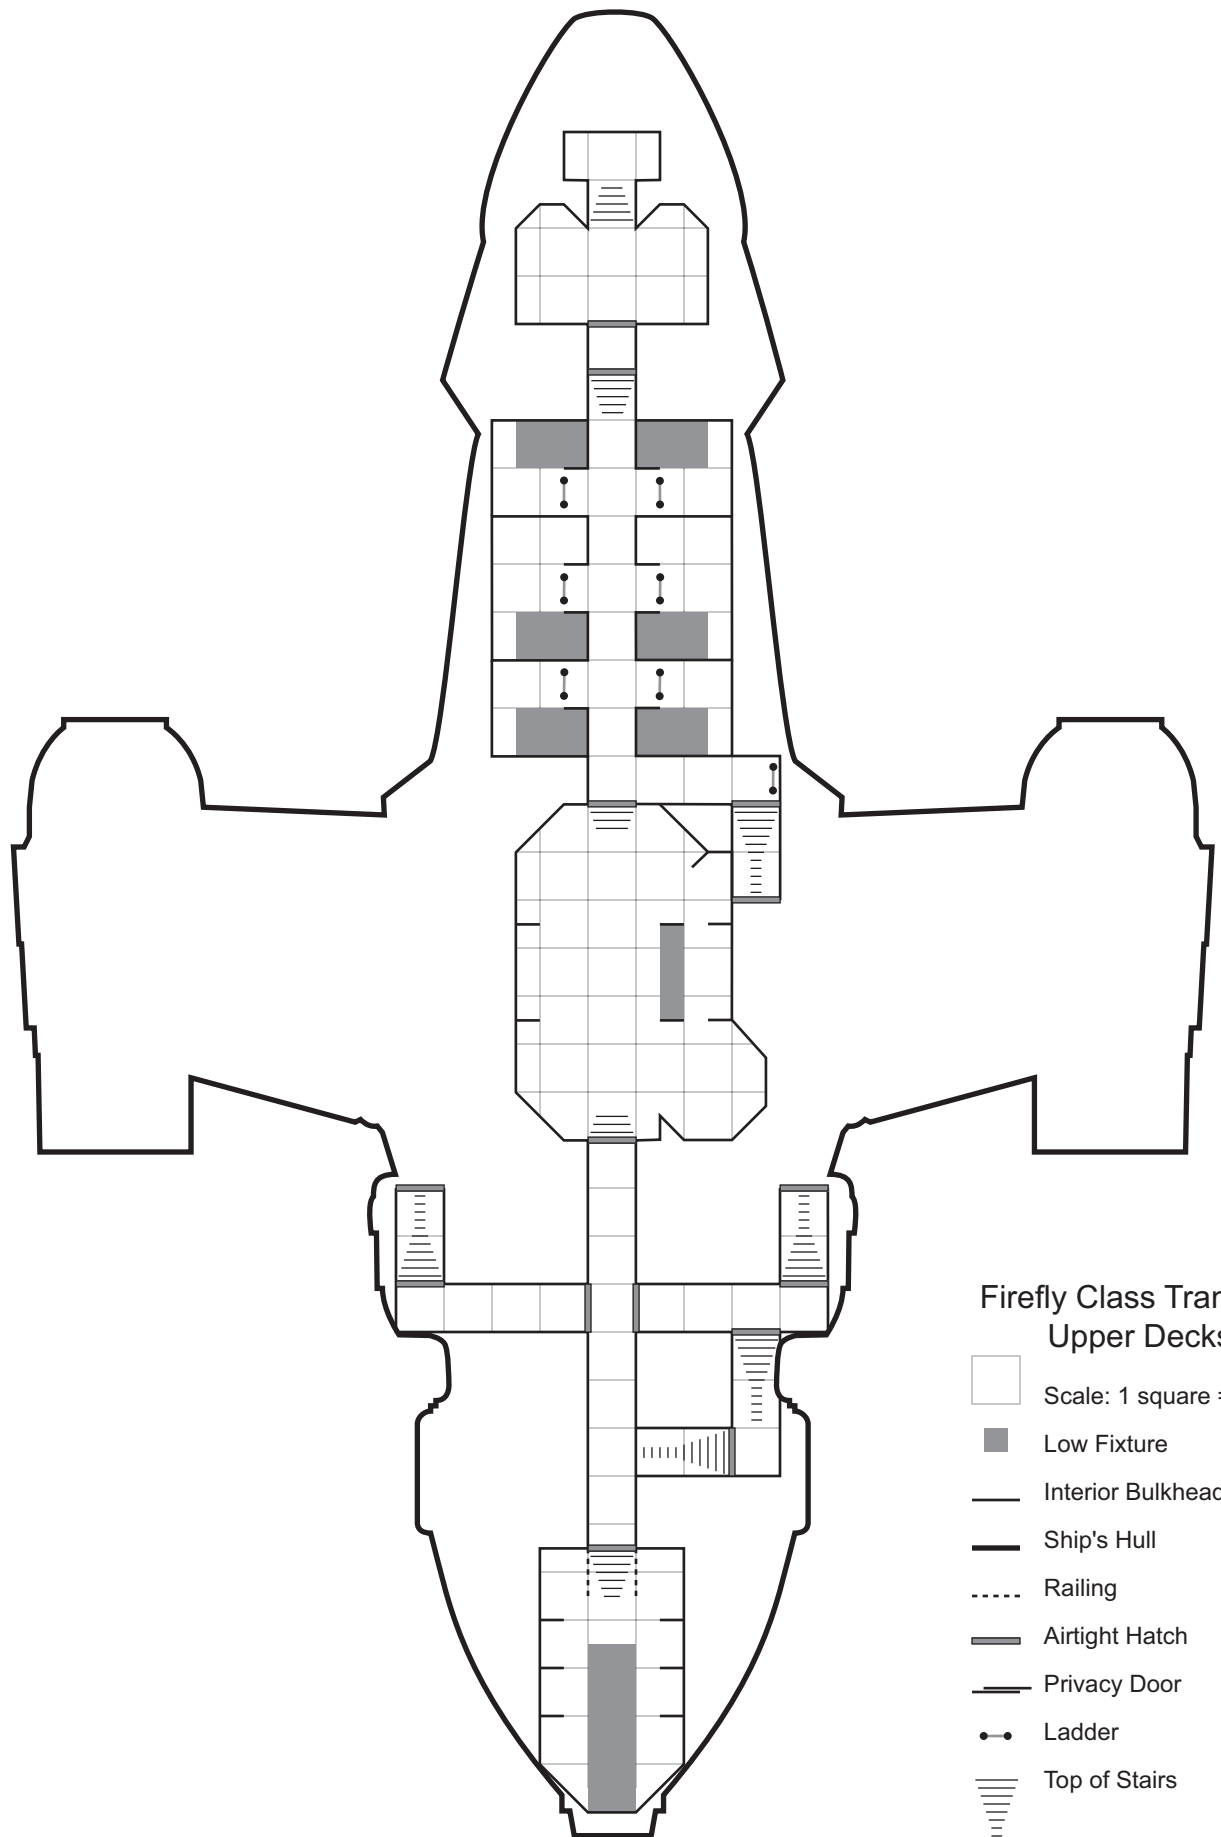 Firefly Class Tran
Upper Decks
Scale: 1 square =
Low Fixture
Interior Bulkhead
Ship's Hull
Railing
Airtight Hatch
Privacy Door
Ladder
Top of Stairs